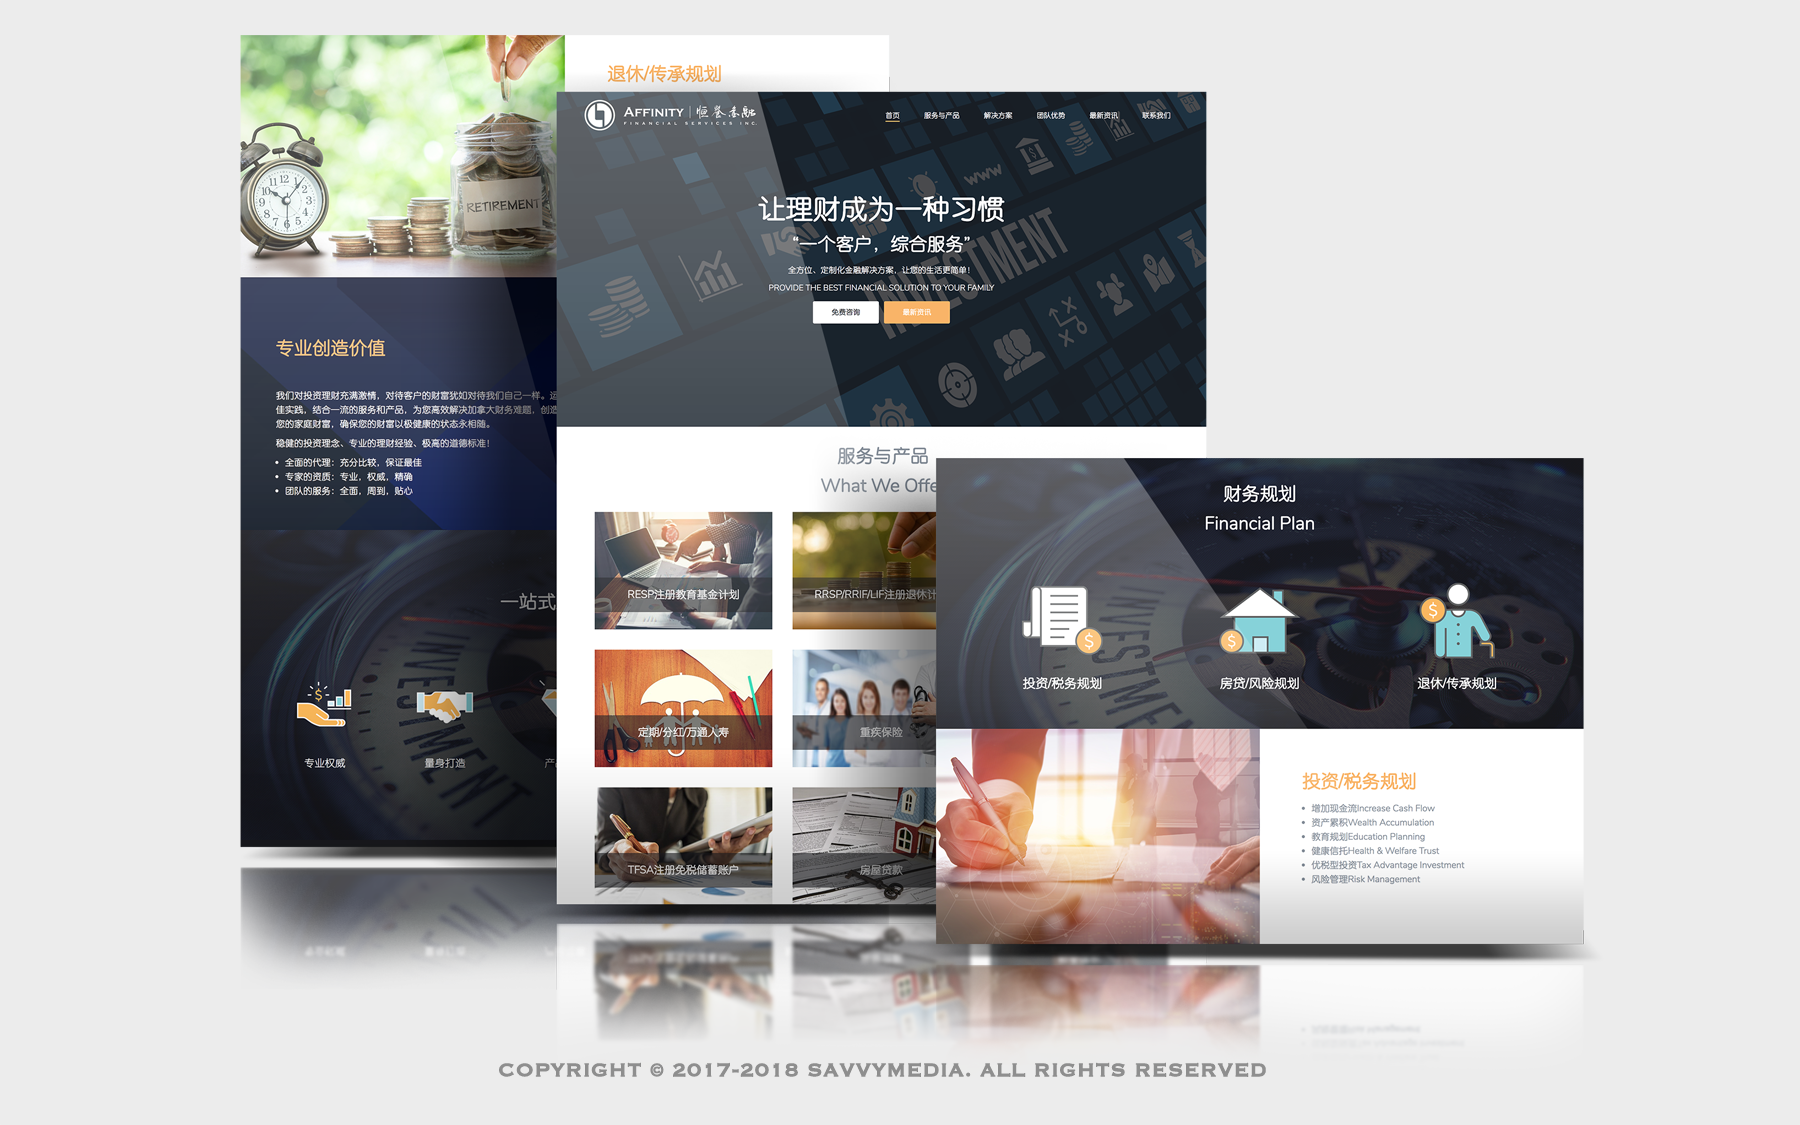 退休/传承规划
RETIREMENT
专业创造价值
我们对投资理财充满激情，对待客户的财富犹如对待我们自己一样。运
佳实践，结合一流的服务和产品，为您高效解决加拿大财务难题，创造
您的家庭财富，确保您的财富以极健康的状态永相随。
稳健的投资理念、专业的理财经验、极高的道德标准！
全面的代理：充分比较，保证最佳
专家的资质：专业，权威，精确
团队的服务：全面，周到，贴心
一站式
INVESTMENT
专业权威
量身打造
AFFINITY 恒誉金融
FINANCIAL SERVICES INC.
首页 服务与产品 解决方案 团队优势 最新资讯 联系我们
www
INVESTMENT
让理财成为一种习惯
“一个客户，综合服务”
全方位、定制化金融解决方案，让您的生活更简单！
PROVIDE THE BEST FINANCIAL SOLUTION TO YOUR FAMILY
免费咨询 最新资讯
服务与产品
What We Offe
RESP注册教育基金计划
RRSP/RRIF/LIF注册退休计
定期/分红/万通人寿
重疾保险
TFSA注册免税储蓄账户
房屋贷款
财务规划
Financial Plan
INVESTMENT
投资/税务规划
房贷/风险规划
退休/传承规划
投资/税务规划
增加现金流Increase Cash Flow
资产累积Wealth Accumulation
教育规划Education Planning
健康信托Health & Welfare Trust
优税型投资Tax Advantage Investment
风险管理Risk Management
COPYRIGHT © 2017-2018 SAVVYMEDIA. ALL RIGHTS RESERVED